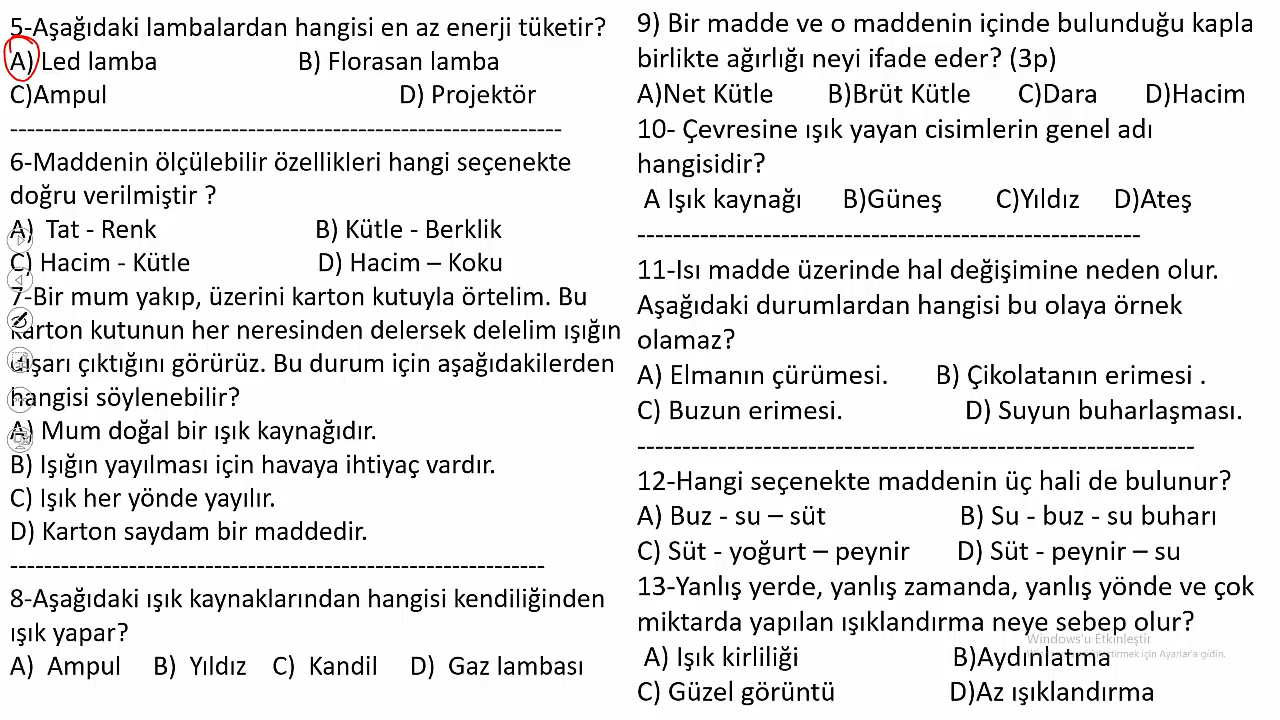 5-Aşağıdaki lambalardan hangisi en az enerji tüketir?
A) Led lamba B) Florasan lamba
C)Ampul D) Projektör
------------------------------------------------------------------
6-Maddenin ölçülebilir özellikleri hangi seçenekte
doğru verilmiştir ?
A) Tat - Renk B) Kütle - Berklik
C) Hacim - Kütle D) Hacim – Koku
7-Bir mum yakıp, üzerini karton kutuyla örtelim. Bu
karton kutunun her neresinden delersek delelim ışığın
dışarı çıktığını görürüz. Bu durum için aşağıdakilerden
hangisi söylenebilir?
A) Mum doğal bir ışık kaynağıdır.
B) Işığın yayılması için havaya ihtiyaç vardır.
C) Işık her yönde yayılır.
D) Karton saydam bir maddedir.
----------------------------------------------------------------
8-Aşağıdaki ışık kaynaklarından hangisi kendiliğinden
ışık yapar?
A) Ampul B) Yıldız C) Kandil D) Gaz lambası
9) Bir madde ve o maddenin içinde bulunduğu kapla
birlikte ağırlığı neyi ifade eder? (3p)
A)Net Kütle B)Brüt Kütle C)Dara D)Hacim
10- Çevresine ışık yayan cisimlerin genel adı
hangisidir?
A Işık kaynağı B)Güneş C)Yıldız D)Ateş
--------------------------------------------------------
11-Isı madde üzerinde hal değişimine neden olur.
Aşağıdaki durumlardan hangisi bu olaya örnek
olamaz?
A) Elmanın çürümesi. B) Çikolatanın erimesi .
C) Buzun erimesi. D) Suyun buharlaşması.
--------------------------------------------------------------
12-Hangi seçenekte maddenin üç hali de bulunur?
A) Buz - su – süt B) Su - buz - su buharı
C) Süt - yoğurt – peynir D) Süt - peynir – su
13-Yanlış yerde, yanlış zamanda, yanlış yönde ve çok
miktarda yapılan ışıklandırma neye sebep olur?
Windows'u Etkinleştir
A) Işık kirliliği B)Aydınlatma
için Ayarlar'a gidin.
C) Güzel görüntü D)Az ışıklandırma